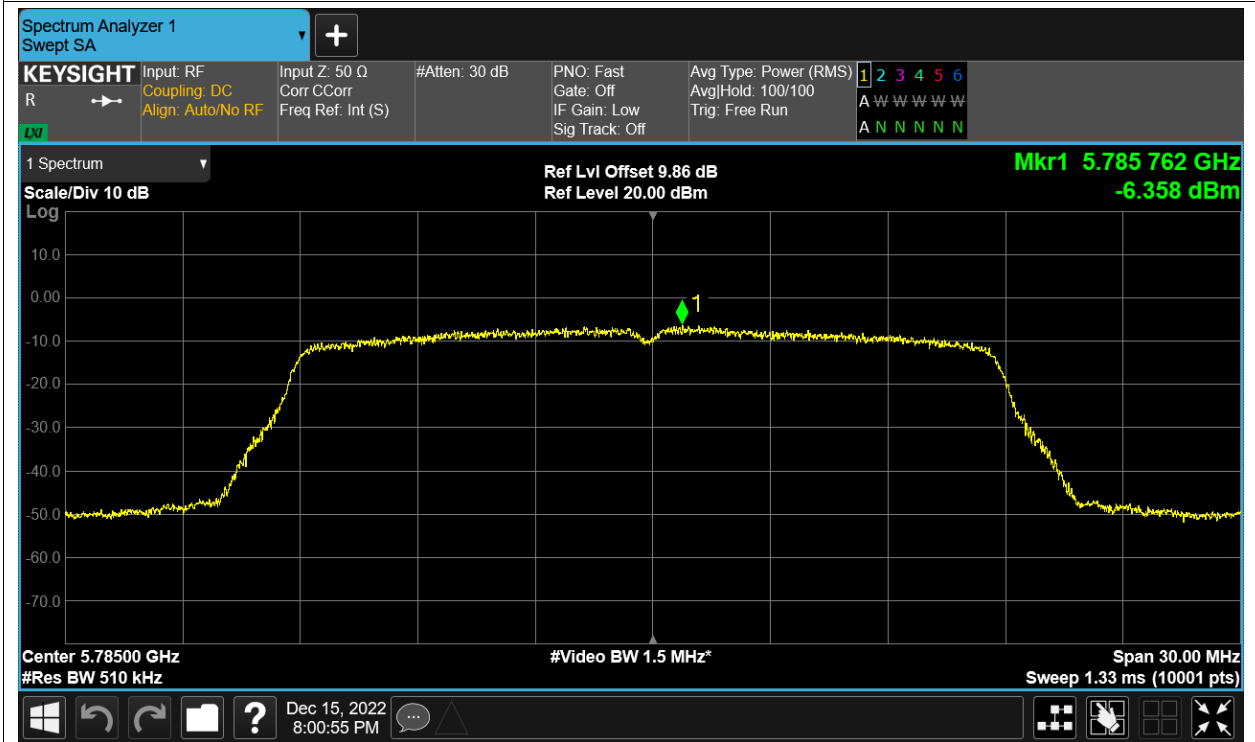 Spectrum Analyzer 1
Swept SA
+
KEYSIGHT
R
LXI
Input: RF
Coupling: DC
Align: Auto/No RF
Input Z: 50 Ω
Corr CCorr
Freq Ref: Int (S)
#Atten: 30 dB
PNO: Fast
Gate: Off
IF Gain: Low
Sig Track: Off
Avg Type: Power (RMS)
Avg|Hold: 100/100
Trig: Free Run
1 2 3 4 5 6
A W W W W W
A N N N N N
1 Spectrum
Scale/Div 10 dB
Log
Ref Lvl Offset 9.86 dB
Ref Level 20.00 dBm
Mkr1 5.785 762 GHz
-6.358 dBm
10.0
0.00
-10.0
-20.0
-30.0
-40.0
-50.0
-60.0
-70.0
1
Center 5.78500 GHz
#Res BW 510 kHz
#Video BW 1.5 MHz*
Span 30.00 MHz
Sweep 1.33 ms (10001 pts)
?
Dec 15, 2022
8:00:55 PM